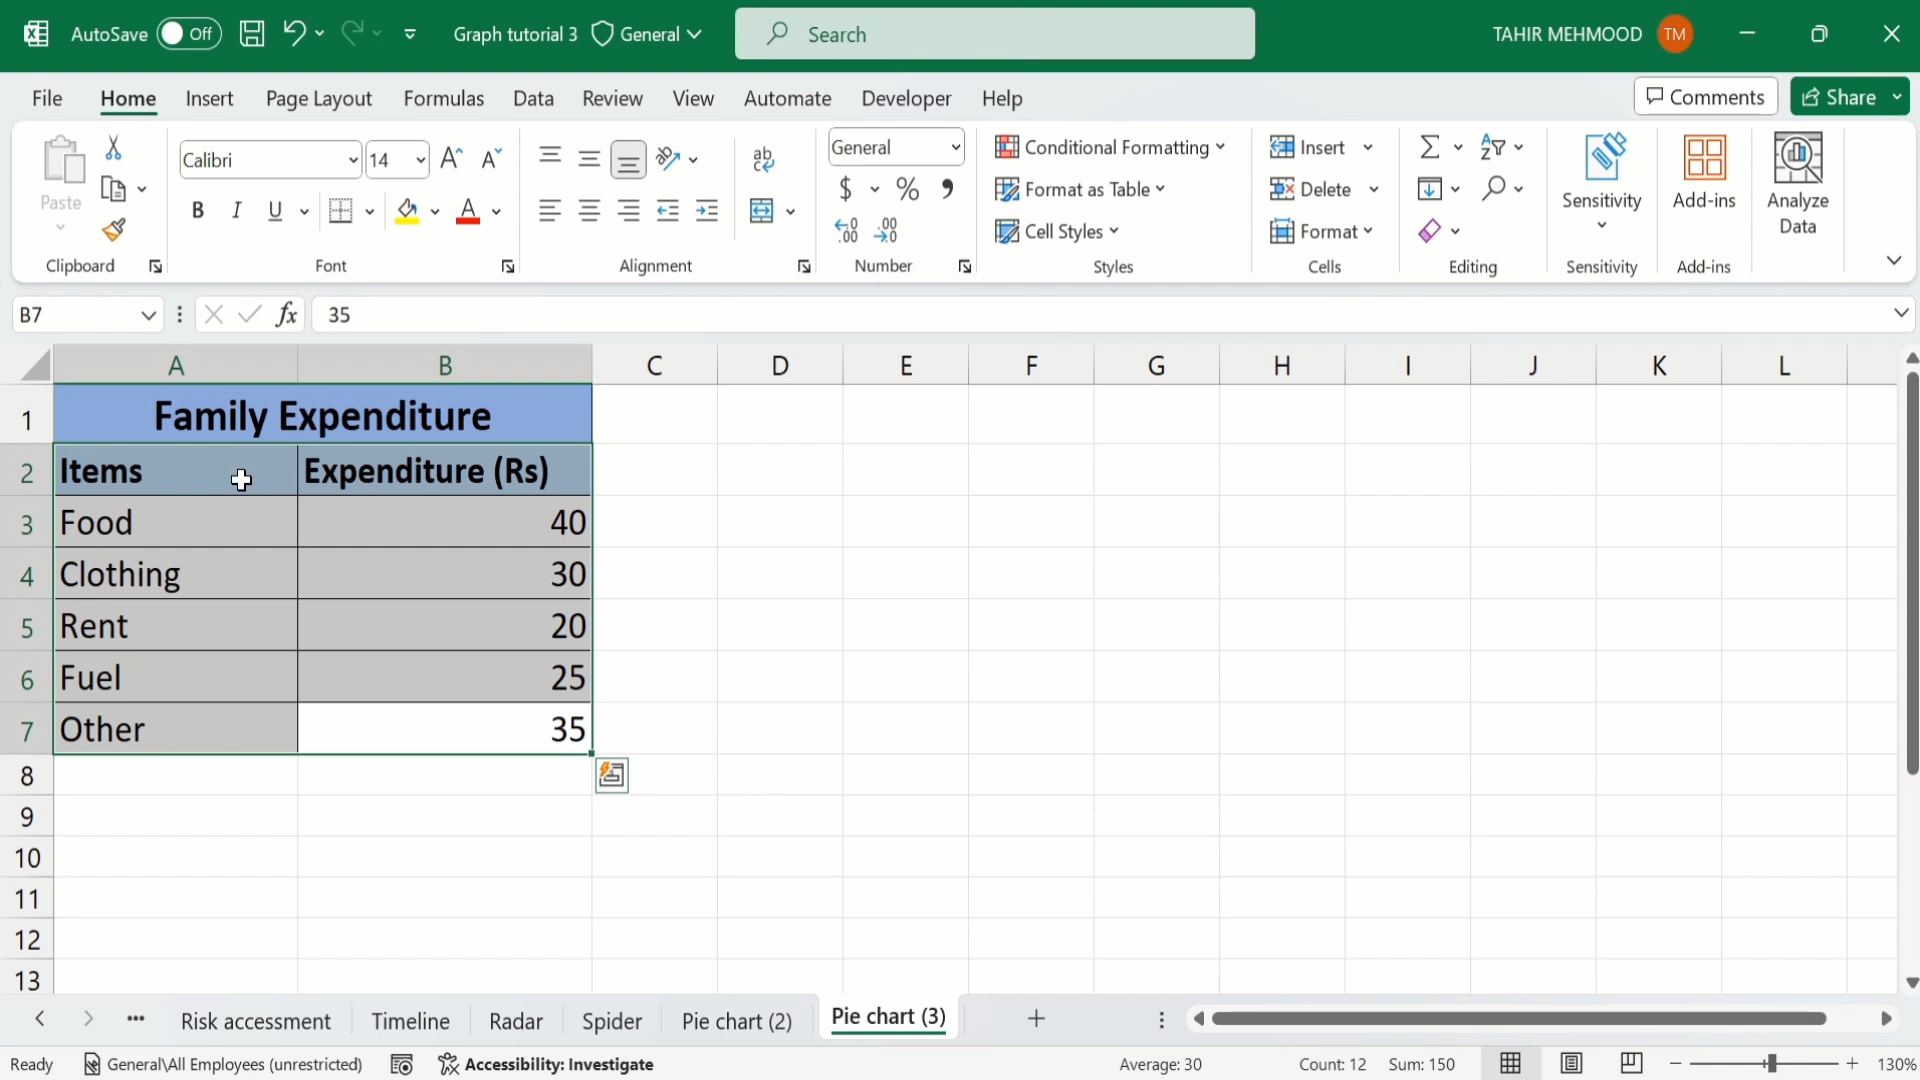 AutoSave Off Graph tutorial 3 General Search TAHIR MEHMOOD TM
File Home Insert Page Layout Formulas Data Review View Automate Developer Help Comments Share
Paste
Clipboard
Calibri 14
B I U A
Font
ab
Alignment
General
$ % ,
Number
Conditional Formatting
Format as Table
Cell Styles
Styles
Insert
Delete
Format
Cells
Editing
Sensitivity
Sensitivity
Add-ins
Add-ins
Analyze
Data
B7 fx 35
A B C D E F G H I J K L
1 Family Expenditure
2 Items Expenditure (Rs)
3 Food 40
4 Clothing 30
5 Rent 20
6 Fuel 25
7 Other 35
8
9
10
11
12
13
Risk assessment Timeline Radar Spider Pie chart (2) Pie chart (3)
Ready General\All Employees (unrestricted) Accessibility: Investigate Average: 30 Count: 12 Sum: 150 130%